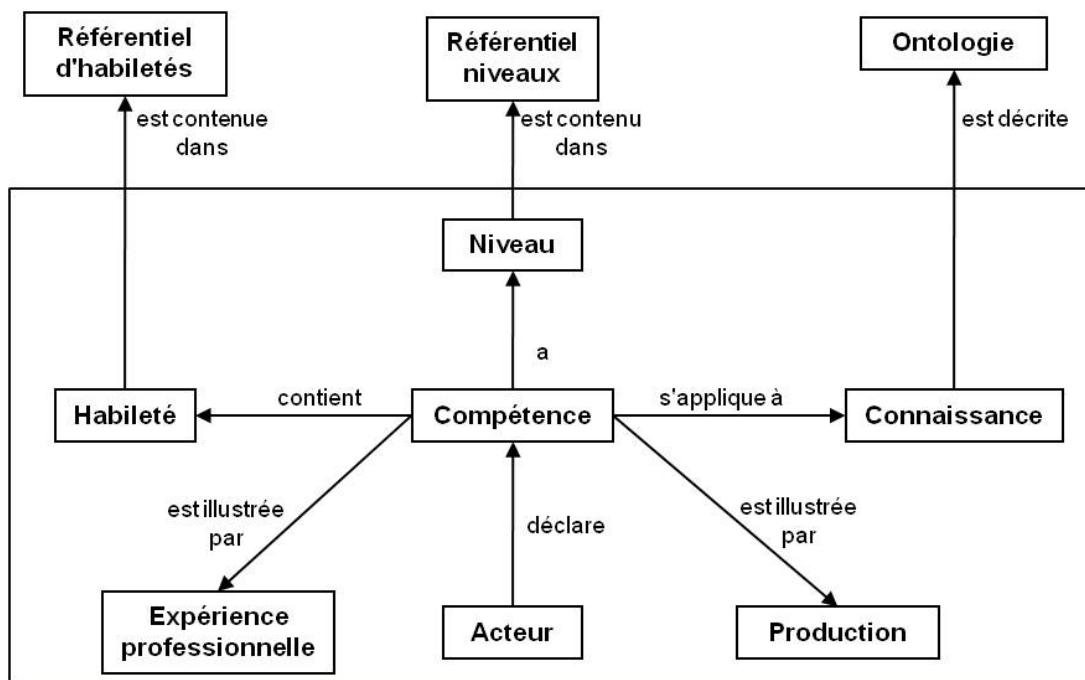 Référentiel
d'habiletés
Référentiel
niveaux
Ontologie
est contenue
dans
est contenu
dans
est décrite
Niveau
a
Habileté
contient
Compétence
s'applique à
Connaissance
est illustrée
par
déclare
est illustrée
par
Expérience
professionnelle
Acteur
Production